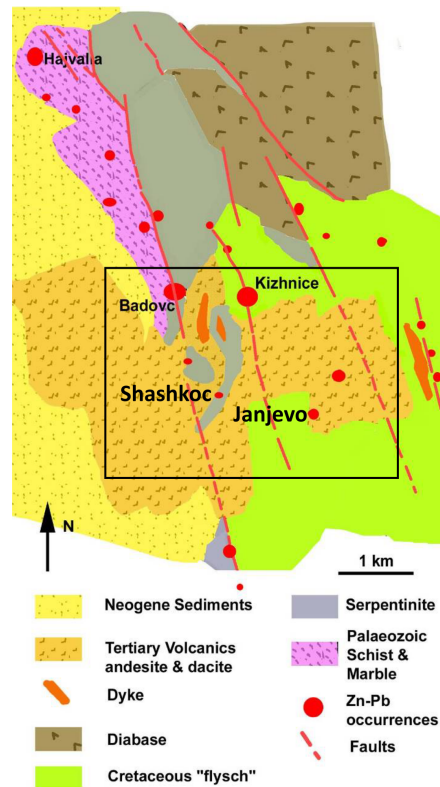 Hajvalia
Kizhnice
Badovc
Shashkoc
Janjevo
N
1 km
Neogene Sediments
Tertiary Volcanics
andesite & dacite
Dyke
Diabase
Cretaceous "flysch"
Serpentinite
Palaeozoic
Schist &
Marble
Zn-Pb
occurrences
Faults